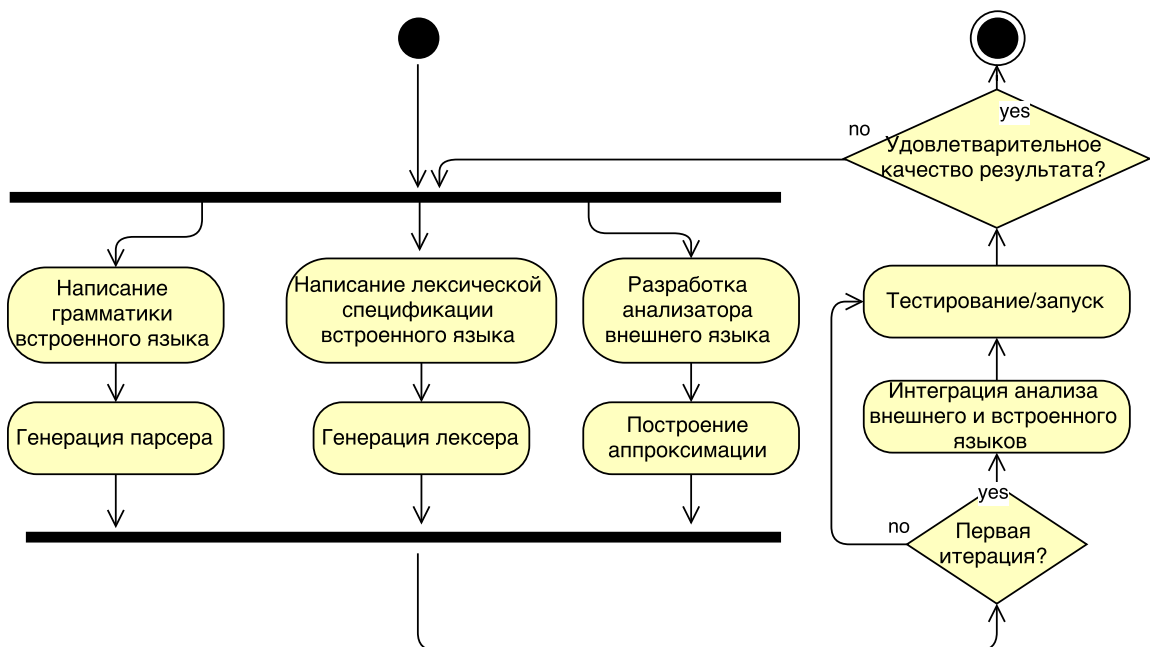 yes
no
Удовлетварительное
качество результата?
Написание
грамматики
встроенного языка
Написание лексической
спецификации
встроенного языка
Разработка
анализатора
внешнего языка
Тестирование/запуск
Генерация парсера
Генерация лексера
Построение
аппроксимации
Интеграция анализа
внешнего и встроенного
языков
yes
no
Первая
итерация?